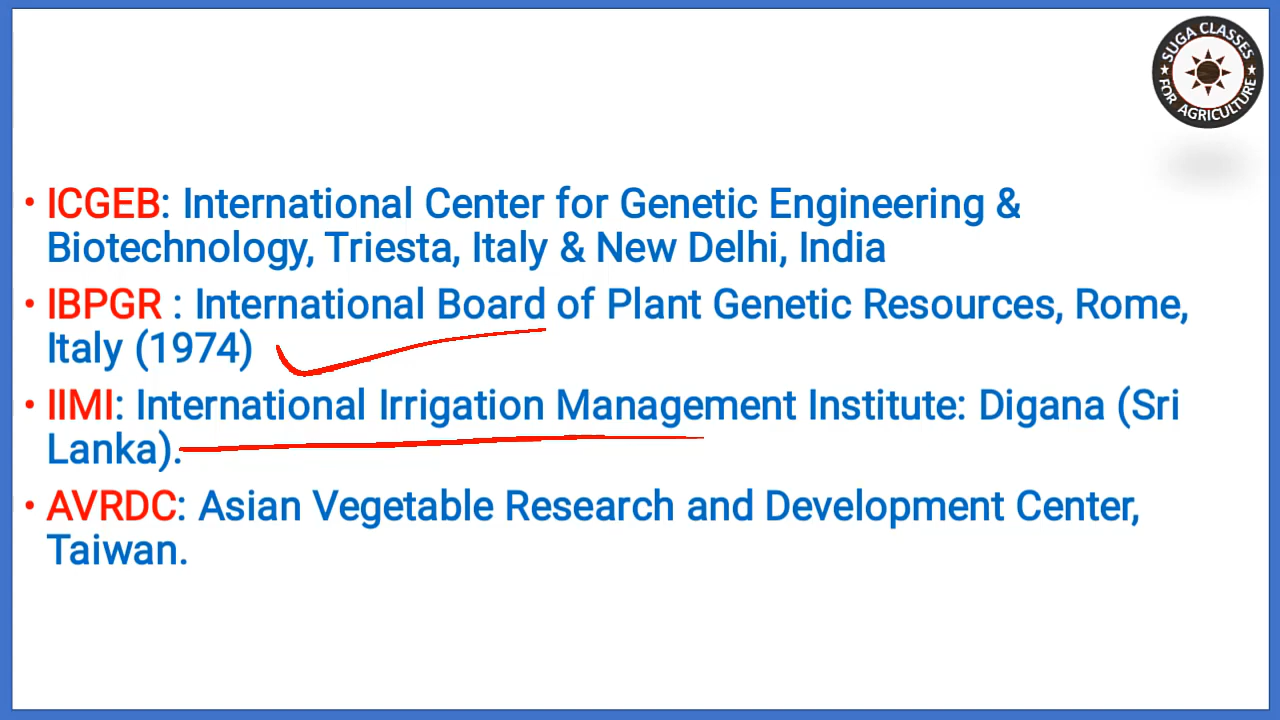 SUGA CLASSES
FOR AGRICULTURE
• ICGEB: International Center for Genetic Engineering &
Biotechnology, Triesta, Italy & New Delhi, India
• IBPGR : International Board of Plant Genetic Resources, Rome,
Italy (1974)
• IIMI: International Irrigation Management Institute: Digana (Sri
Lanka).
• AVRDC: Asian Vegetable Research and Development Center,
Taiwan.